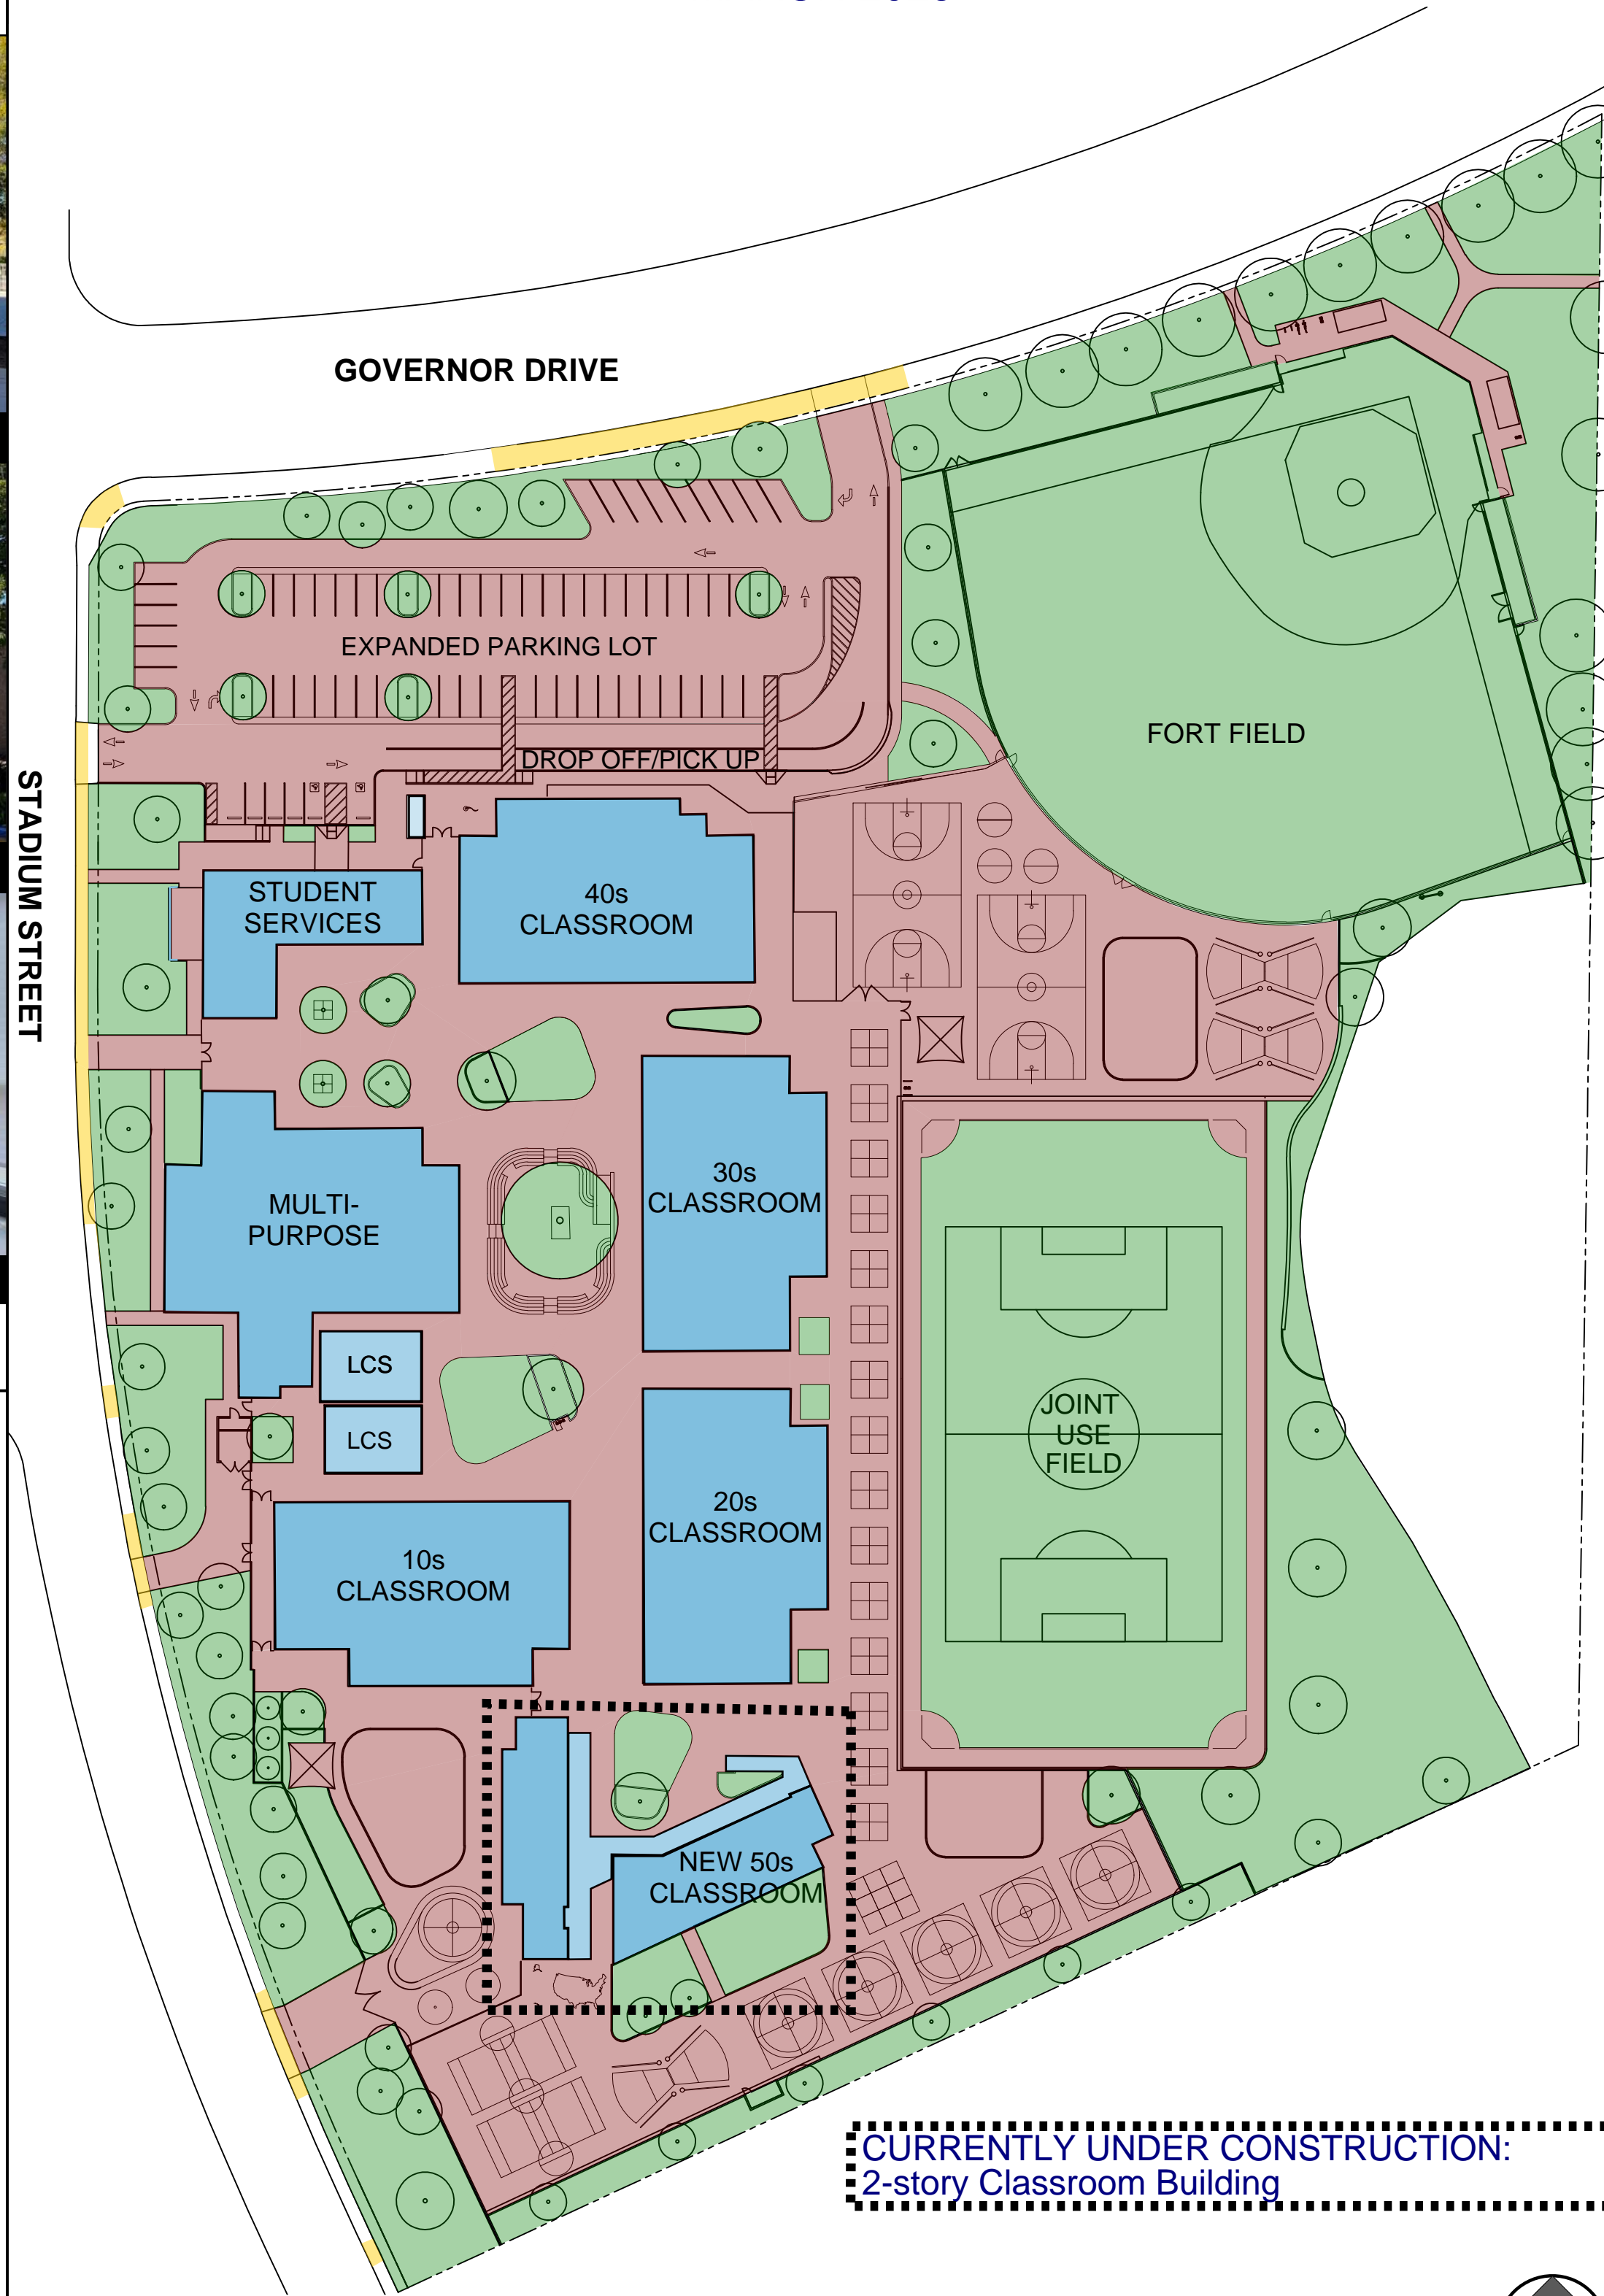 GOVERNOR DRIVE
EXPANDED PARKING LOT
DROP OFF/PICK UP
FORT FIELD
STADIUM STREET
STUDENT
SERVICES
40s
CLASSROOM
MULTI-
PURPOSE
30s
CLASSROOM
LCS
LCS
JOINT
USE
FIELD
20s
CLASSROOM
10s
CLASSROOM
NEW 50s
CLASSROOM
CURRENTLY UNDER CONSTRUCTION:
2-story Classroom Building